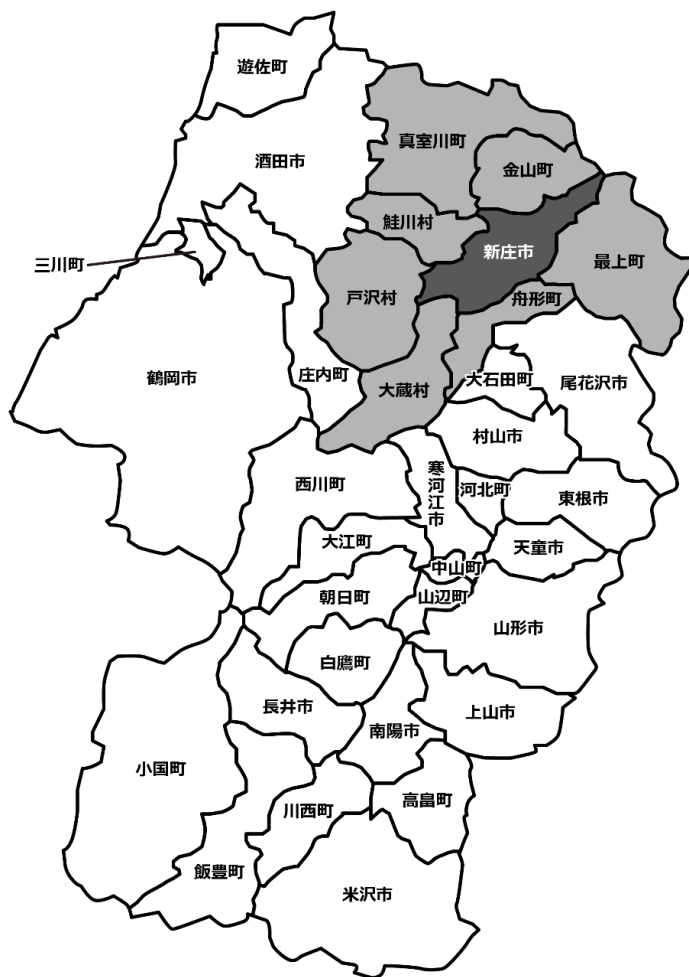 遊佐町
真室川町
酒田市
金山町
鮭川村
新庄市
最上町
三川町
戸沢村
舟形町
鶴岡市
庄内町
大蔵村
大石田町
尾花沢市
村山市
西川町
寒河江市
河北町
東根市
大江町
天童市
中山町
朝日町
山辺町
山形市
白鷹町
長井市
上山市
南陽市
小国町
高畠町
川西町
飯豊町
米沢市